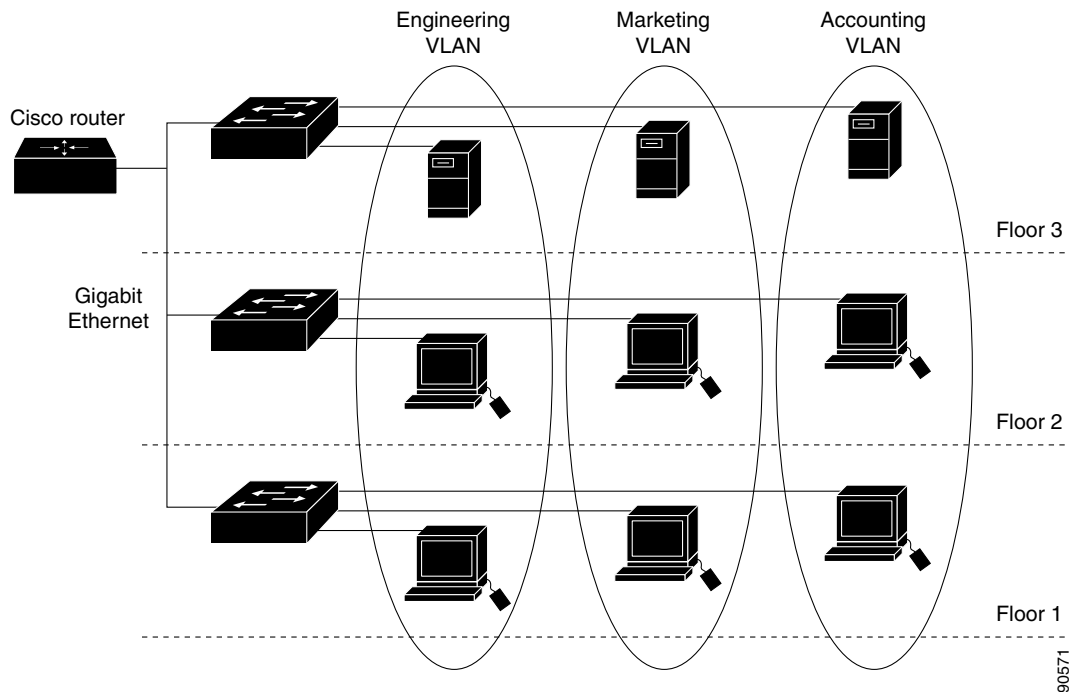 Engineering
VLAN
Marketing
VLAN
Accounting
VLAN
Cisco router
Floor 3
Gigabit
Ethernet
Floor 2
Floor 1
90571